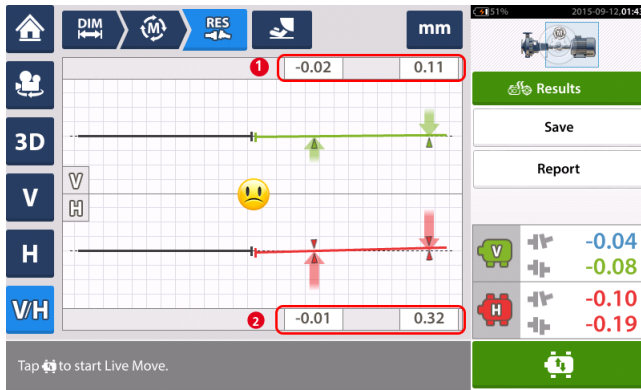 DIM
M
RES
mm
51%
2015-09-12,01:43
1
-0.02
0.11
3D
V
H
V/H
V
H
2
-0.01
0.32
Results
Save
Report
V
-0.04
-0.08
H
-0.10
-0.19
Tap to start Live Move.